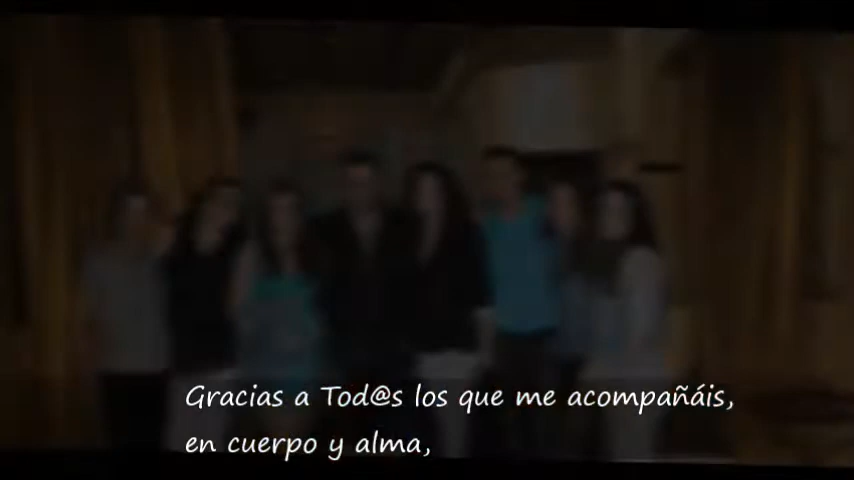 Gracias a Tod@s los que me acompañáis,
en cuerpo y alma,